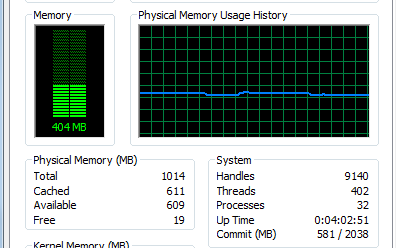 Memory
Physical Memory Usage History
404 MB
Physical Memory (MB)
Total 1014
Cached 611
Available 609
Free 19
System
Handles 9140
Threads 402
Processes 32
Up Time 0:04:02:51
Commit (MB) 581 / 2038
Kernel Memory (MB)